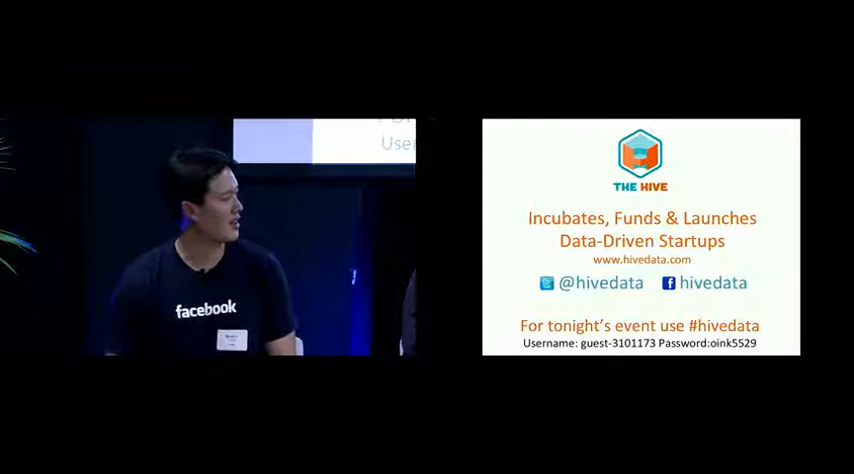 User
facebook
THE HIVE
Incubates, Funds & Launches
Data-Driven Startups
www.hivedata.com
@hivedata
hivedata
For tonight's event use #hivedata
Username: guest-3101173 Password:oink5529